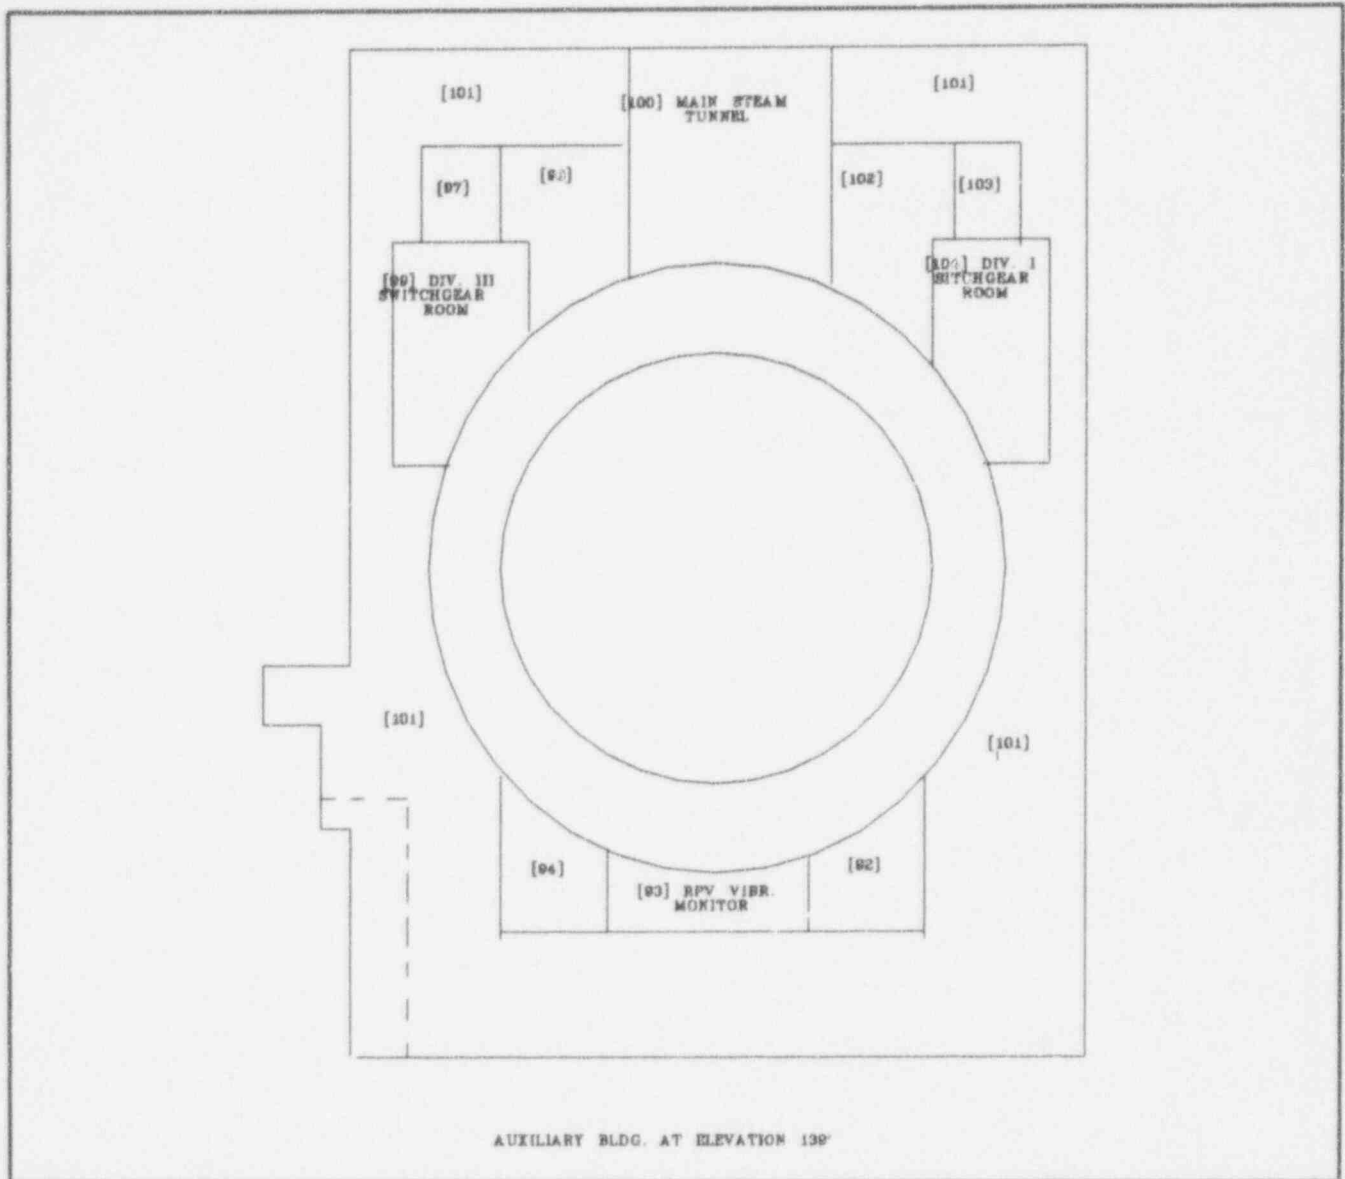 [101]
[101]
[100] MAIN STEAM
TUNNEL
[97]
[102]
[103]
[99] DIV. III
SWITCHGEAR
ROOM
[104] DIV. I
SITCHGEAR
ROOM
[101]
[101]
[94]
[93] RPV VIBR.
MONITOR
[92]
AUXILIARY BLDG. AT ELEVATION 139'